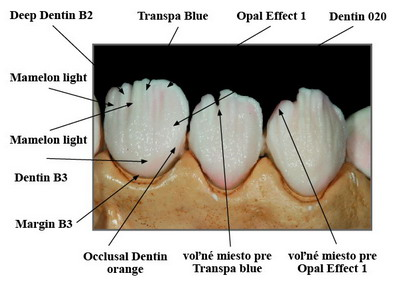 Deep Dentin B2
Transpa Blue
Opal Effect 1
Dentin 020
Mamelon light
Mamelon light
Dentin B3
Margin B3
Occlusal Dentin
orange
voľné miesto pre
Transpa blue
voľné miesto pre
Opal Effect 1